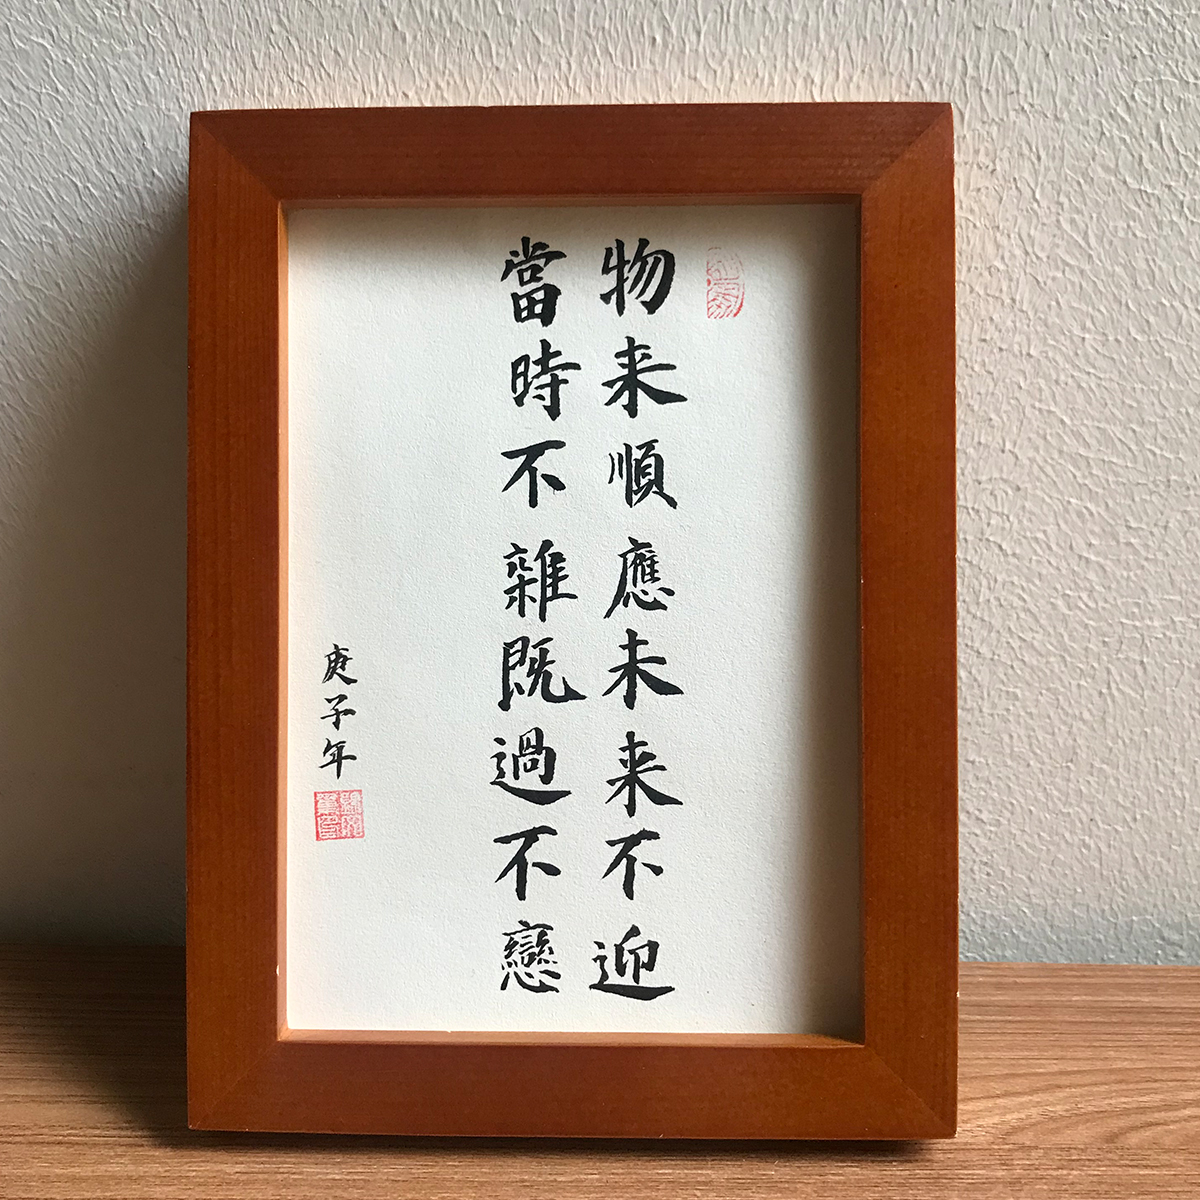 物来順應未来不迎
當時不雜既過不戀
庚子年